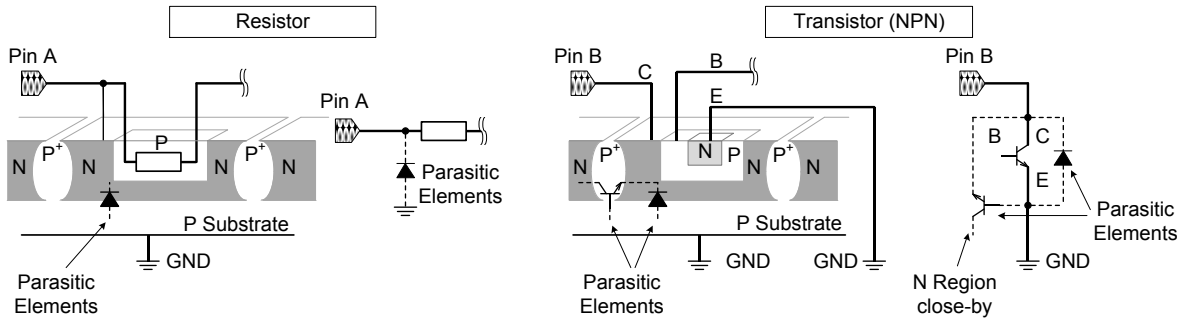 Resistor
Pin A
N
P+
N
P
N
P+
N
Parasitic
Elements
P Substrate
GND
Pin A
Parasitic
Elements
Transistor (NPN)
Pin B
C
B
E
N
P+
N
N
P
P+
N
P Substrate
Parasitic
Elements
GND
GND
Pin B
B
C
E
Parasitic
Elements
N Region
close-by
GND